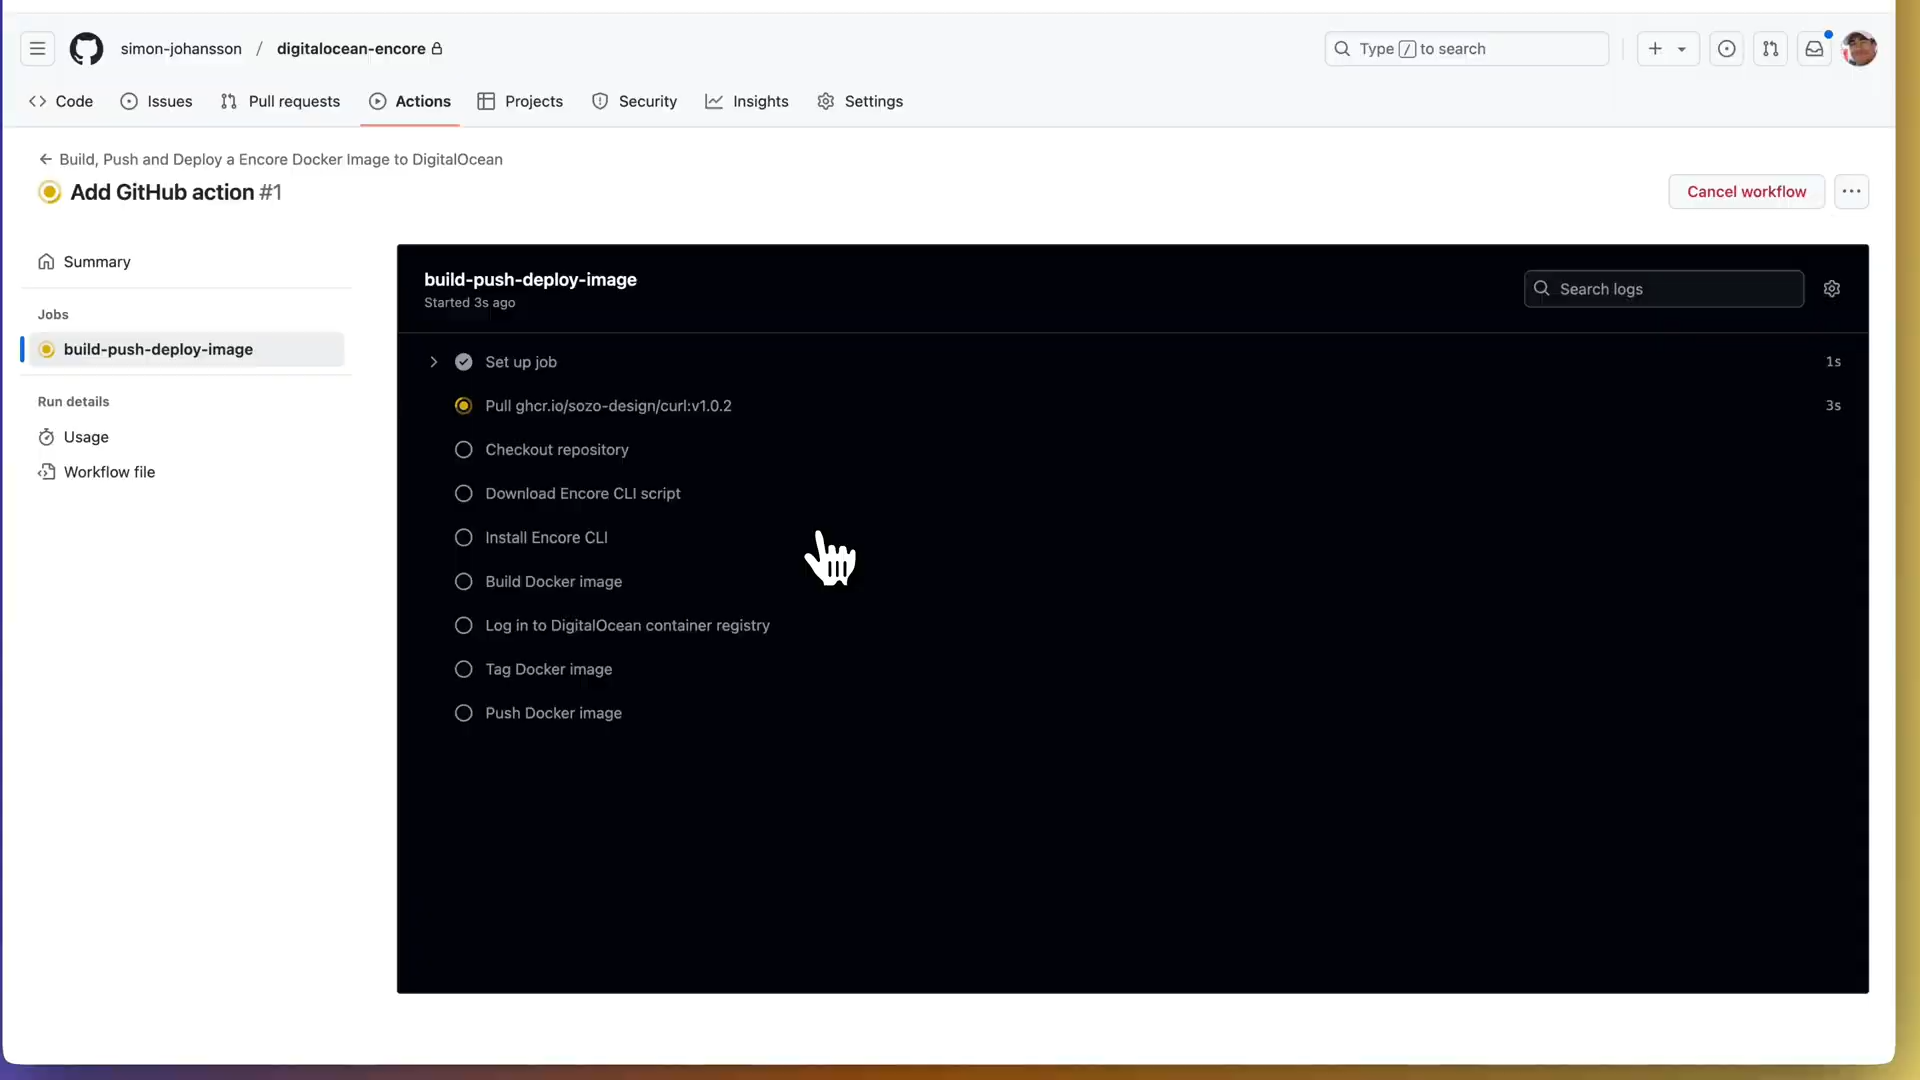 simon-johansson / digitalocean-encore
Type / to search
Code
Issues
Pull requests
Actions
Projects
Security
Insights
Settings
Build, Push and Deploy a Encore Docker Image to DigitalOcean
Add GitHub action #1
Cancel workflow
Summary
Jobs
build-push-deploy-image
Run details
Usage
Workflow file
build-push-deploy-image
Started 3s ago
Search logs
Set up job 1s
Pull ghcr.io/sozo-design/curl:v1.0.2 3s
Checkout repository
Download Encore CLI script
Install Encore CLI
Build Docker image
Log in to DigitalOcean container registry
Tag Docker image
Push Docker image